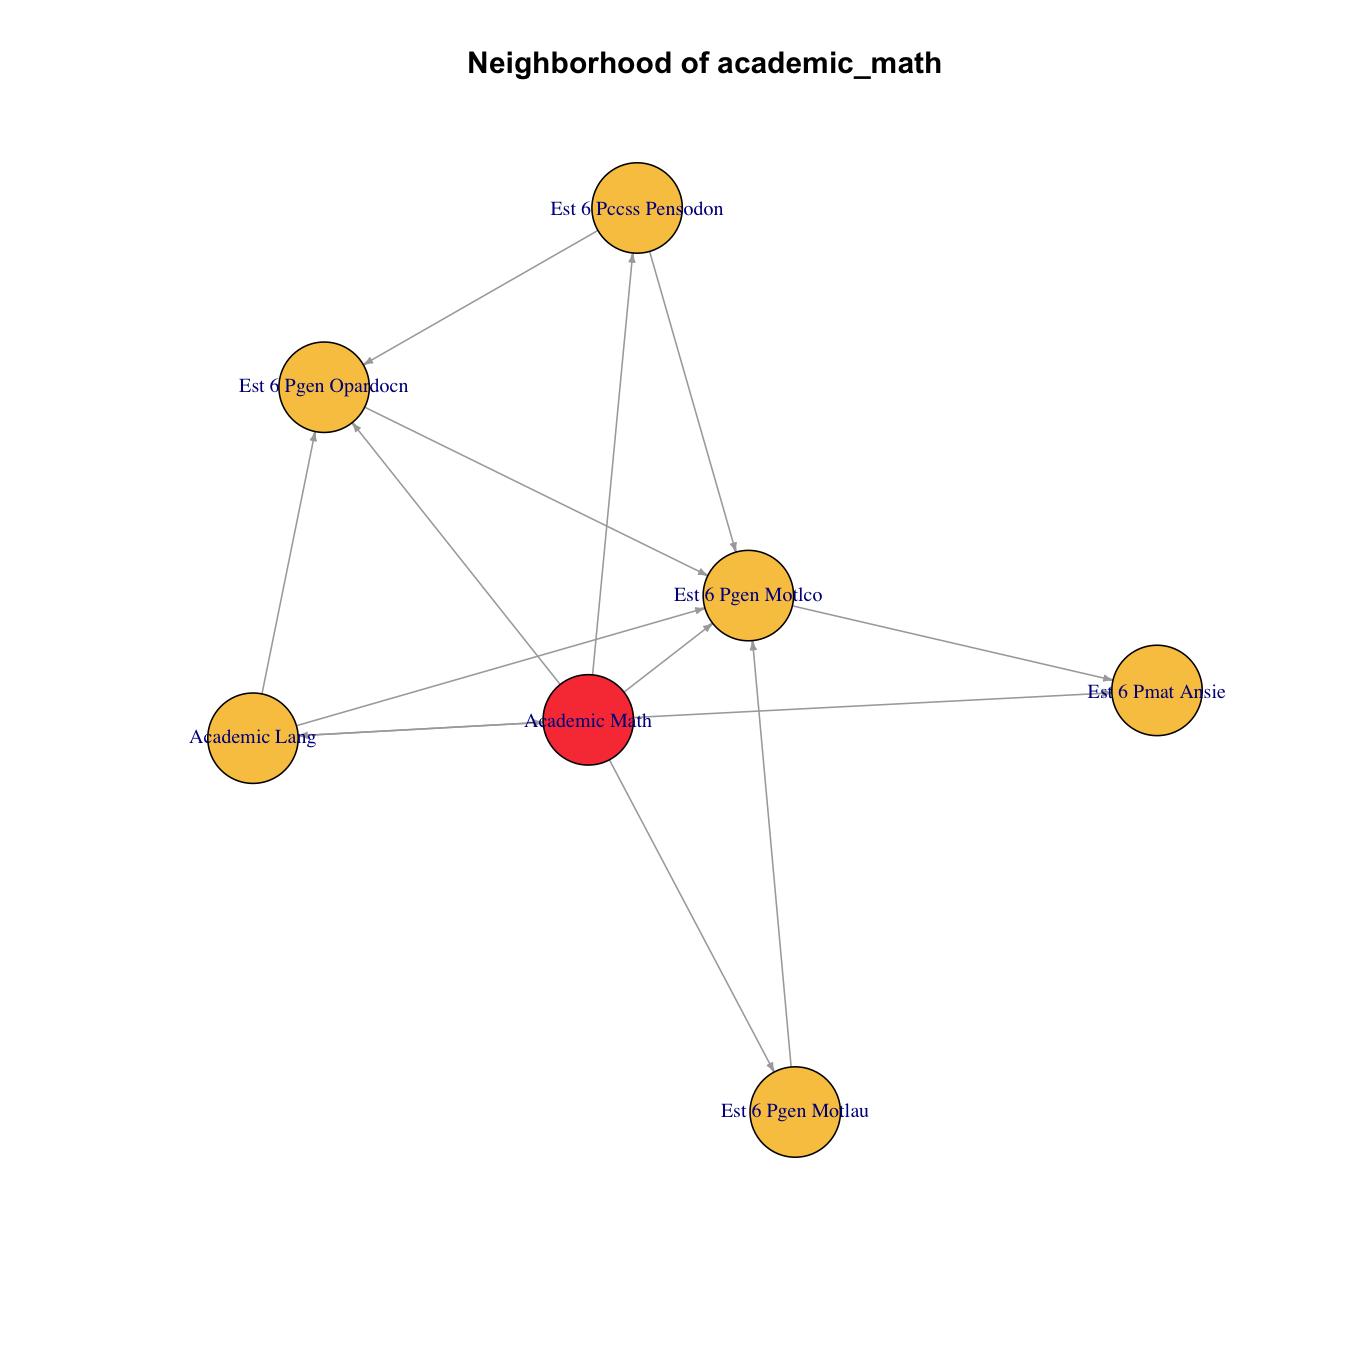 Neighborhood of academic_math
Est 6 Pccss Pensodon
Est 6 Pgen Opardocn
Est 6 Pgen Motlco
Est 6 Pmat Ansie
Academic Math
Academic Lang
Est 6 Pgen Motlau